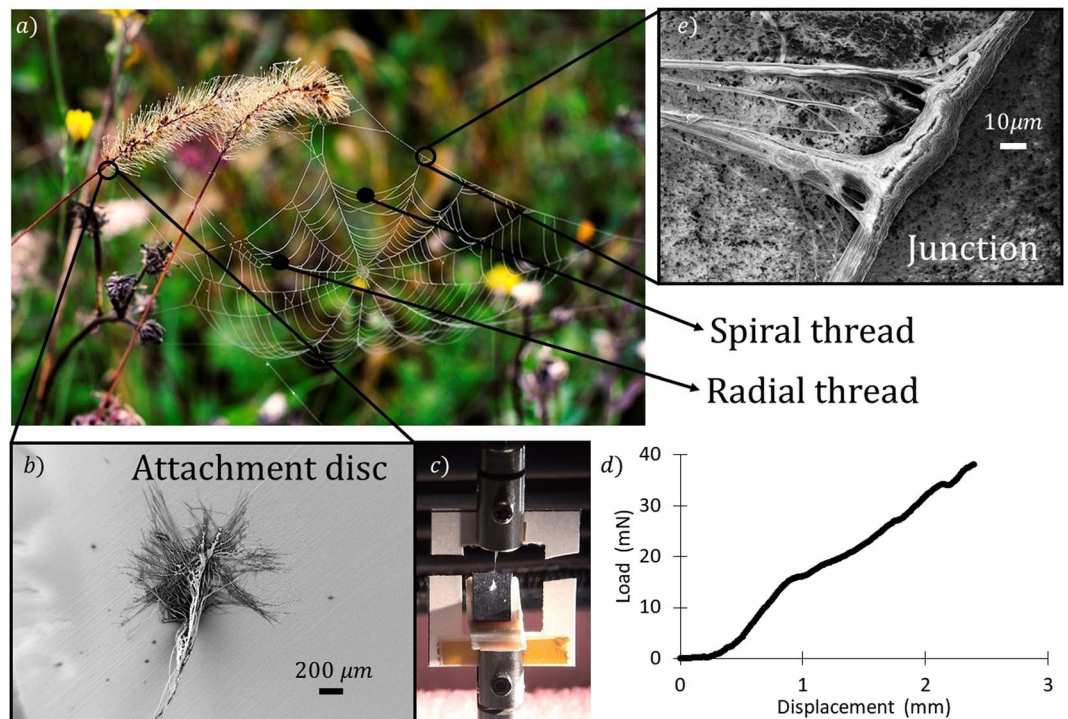 a)
e)
10μm
Junction
Spiral thread
Radial thread
b)
Attachment disc
200 μm
c)
d)
Load (mN)
40
30
20
10
0
0 1 2 3
Displacement (mm)